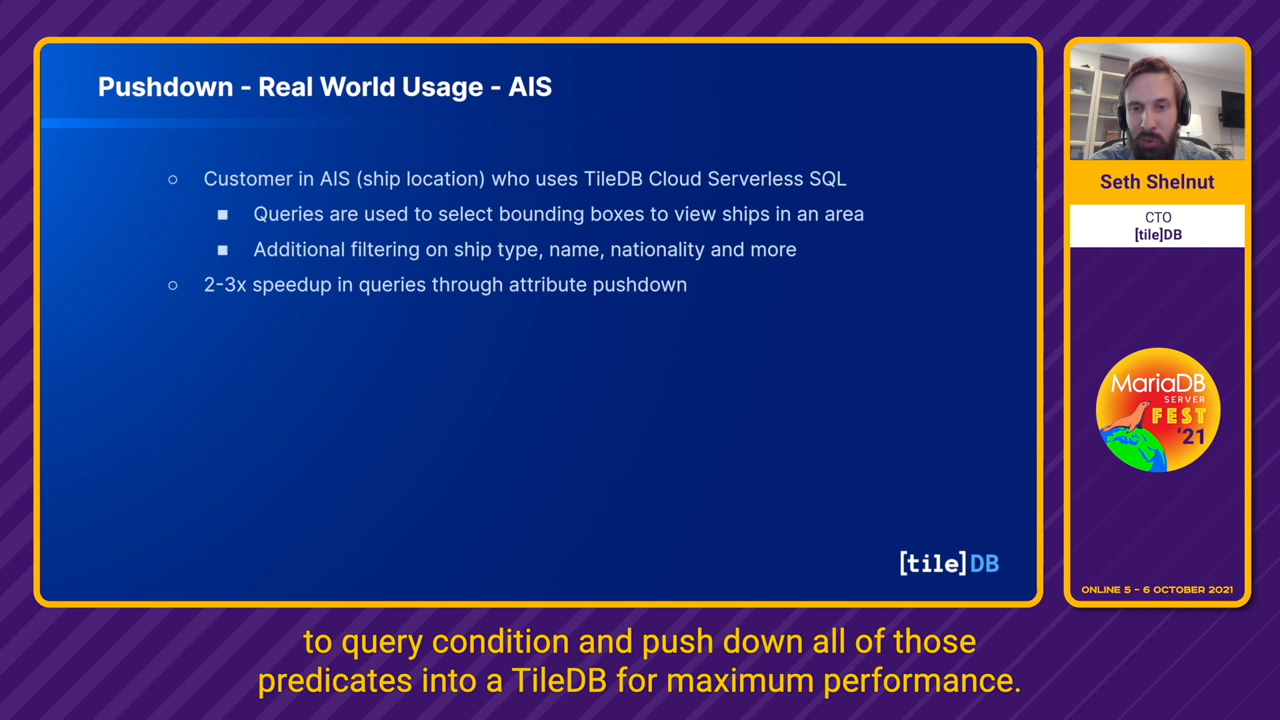 Pushdown - Real World Usage - AIS
Customer in AIS (ship location) who uses TileDB Cloud Serverless SQL
Queries are used to select bounding boxes to view ships in an area
Additional filtering on ship type, name, nationality and more
2-3x speedup in queries through attribute pushdown
[tile]DB
Seth Shelnut
CTO
[tile]DB
MariaDB
SERVER
FEST
'21
ONLINE 5 - 6 OCTOBER 2021
to query condition and push down all of those
predicates into a TileDB for maximum performance.